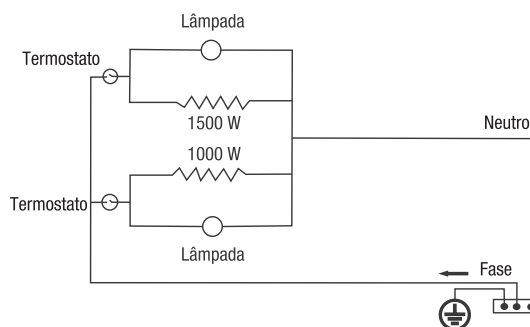 Lâmpada
Termostato
1500 W
Neutro
1000 W
Termostato
Lâmpada
Fase